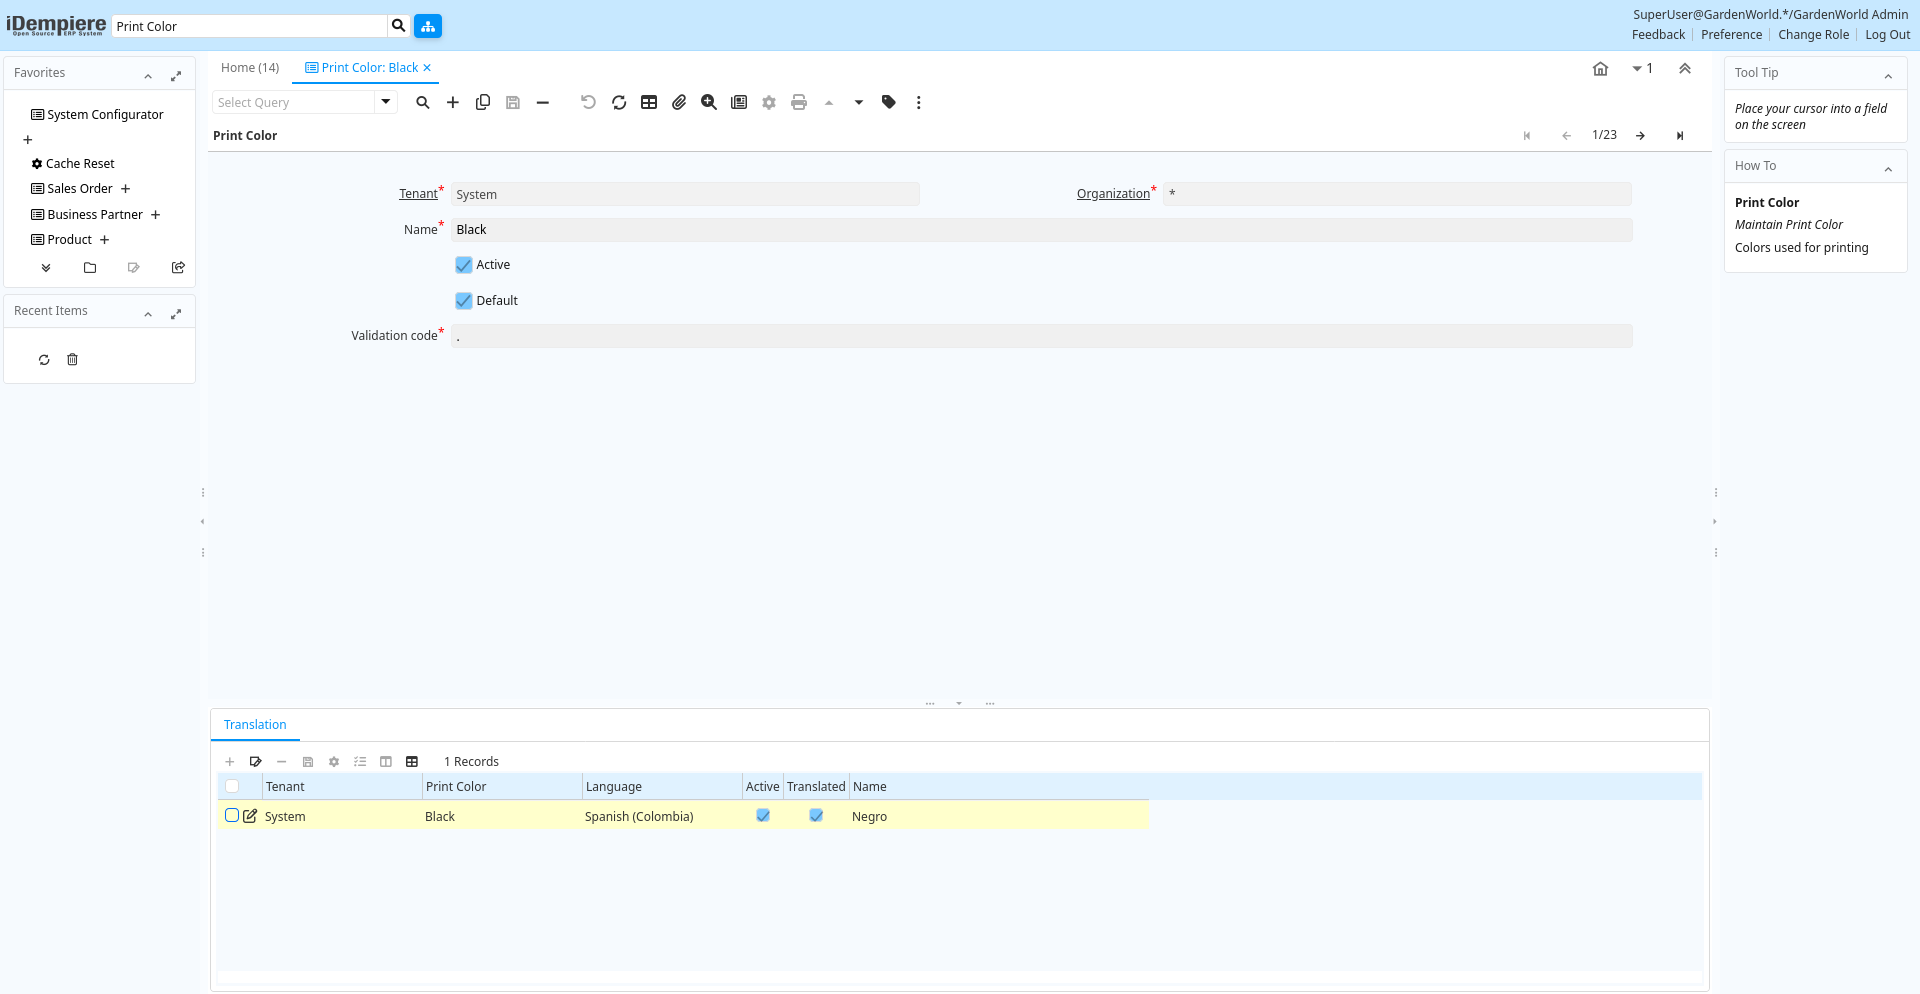 iDempiere
Open Source ERP System
Print Color
SuperUser@GardenWorld.*/GardenWorld Admin
Feedback Preference Change Role Log Out
Favorites
System Configurator
Cache Reset
Sales Order
Business Partner
Product
Recent Items
Home (14) Print Color: Black
1
Select Query
Print Color
1/23
Tenant* System
Organization* *
Name* Black
Active
Default
Validation code* .
Translation
1 Records
Tenant Print Color Language Active Translated Name
System Black Spanish (Colombia) Negro
Tool Tip
Place your cursor into a field
on the screen
How To
Print Color
Maintain Print Color
Colors used for printing